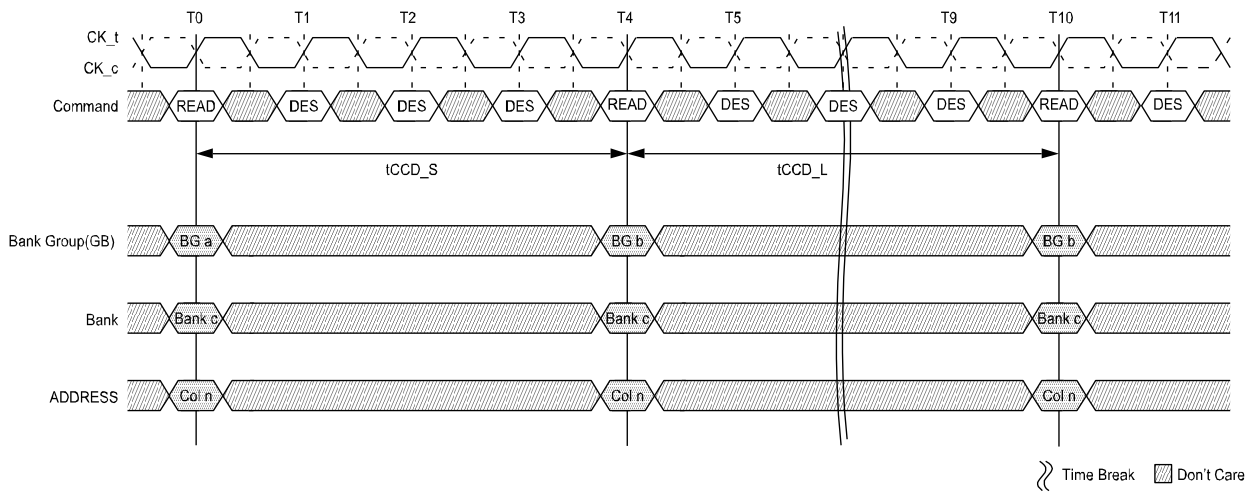 T0 T1 T2 T3 T4 T5 T9 T10 T11
CK_t
CK_c
Command READ DES DES DES READ DES DES DES READ DES
tCCD_S tCCD_L
Bank Group(GB) BG a BG b BG b
Bank Bank c Bank c Bank c
ADDRESS Col n Col n Col n
Time Break Don't Care